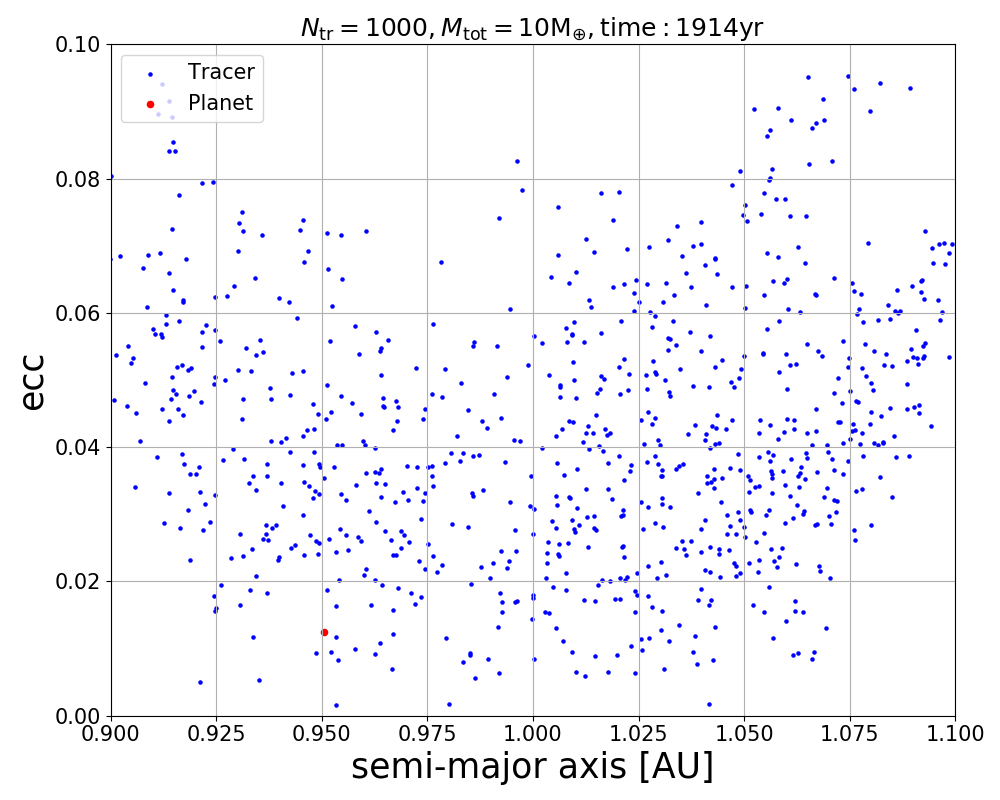 N_tr = 1000, M_tot = 10M_⊕, time : 1914yr
Tracer
Planet
ecc
0.10
0.08
0.06
0.04
0.02
0.00
0.900 0.925 0.950 0.975 1.000 1.025 1.050 1.075 1.100
semi-major axis [AU]